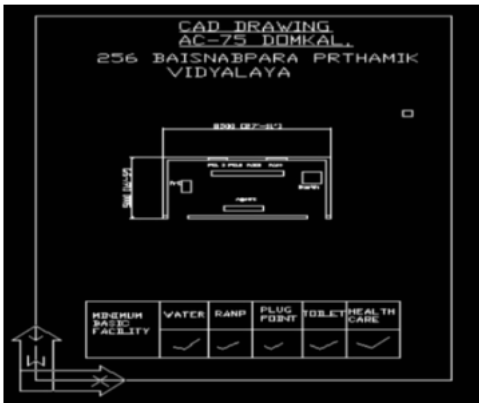 CAD DRAWING
AC-75 DOMKAL.
256 BAISNABPARA PRTHAMIK
VIDYALAYA
MINIMUM
BASIC
FACILITY
WATER
RAMP
PLUG
POINT
TOILET
HEALTH
CARE
W
X